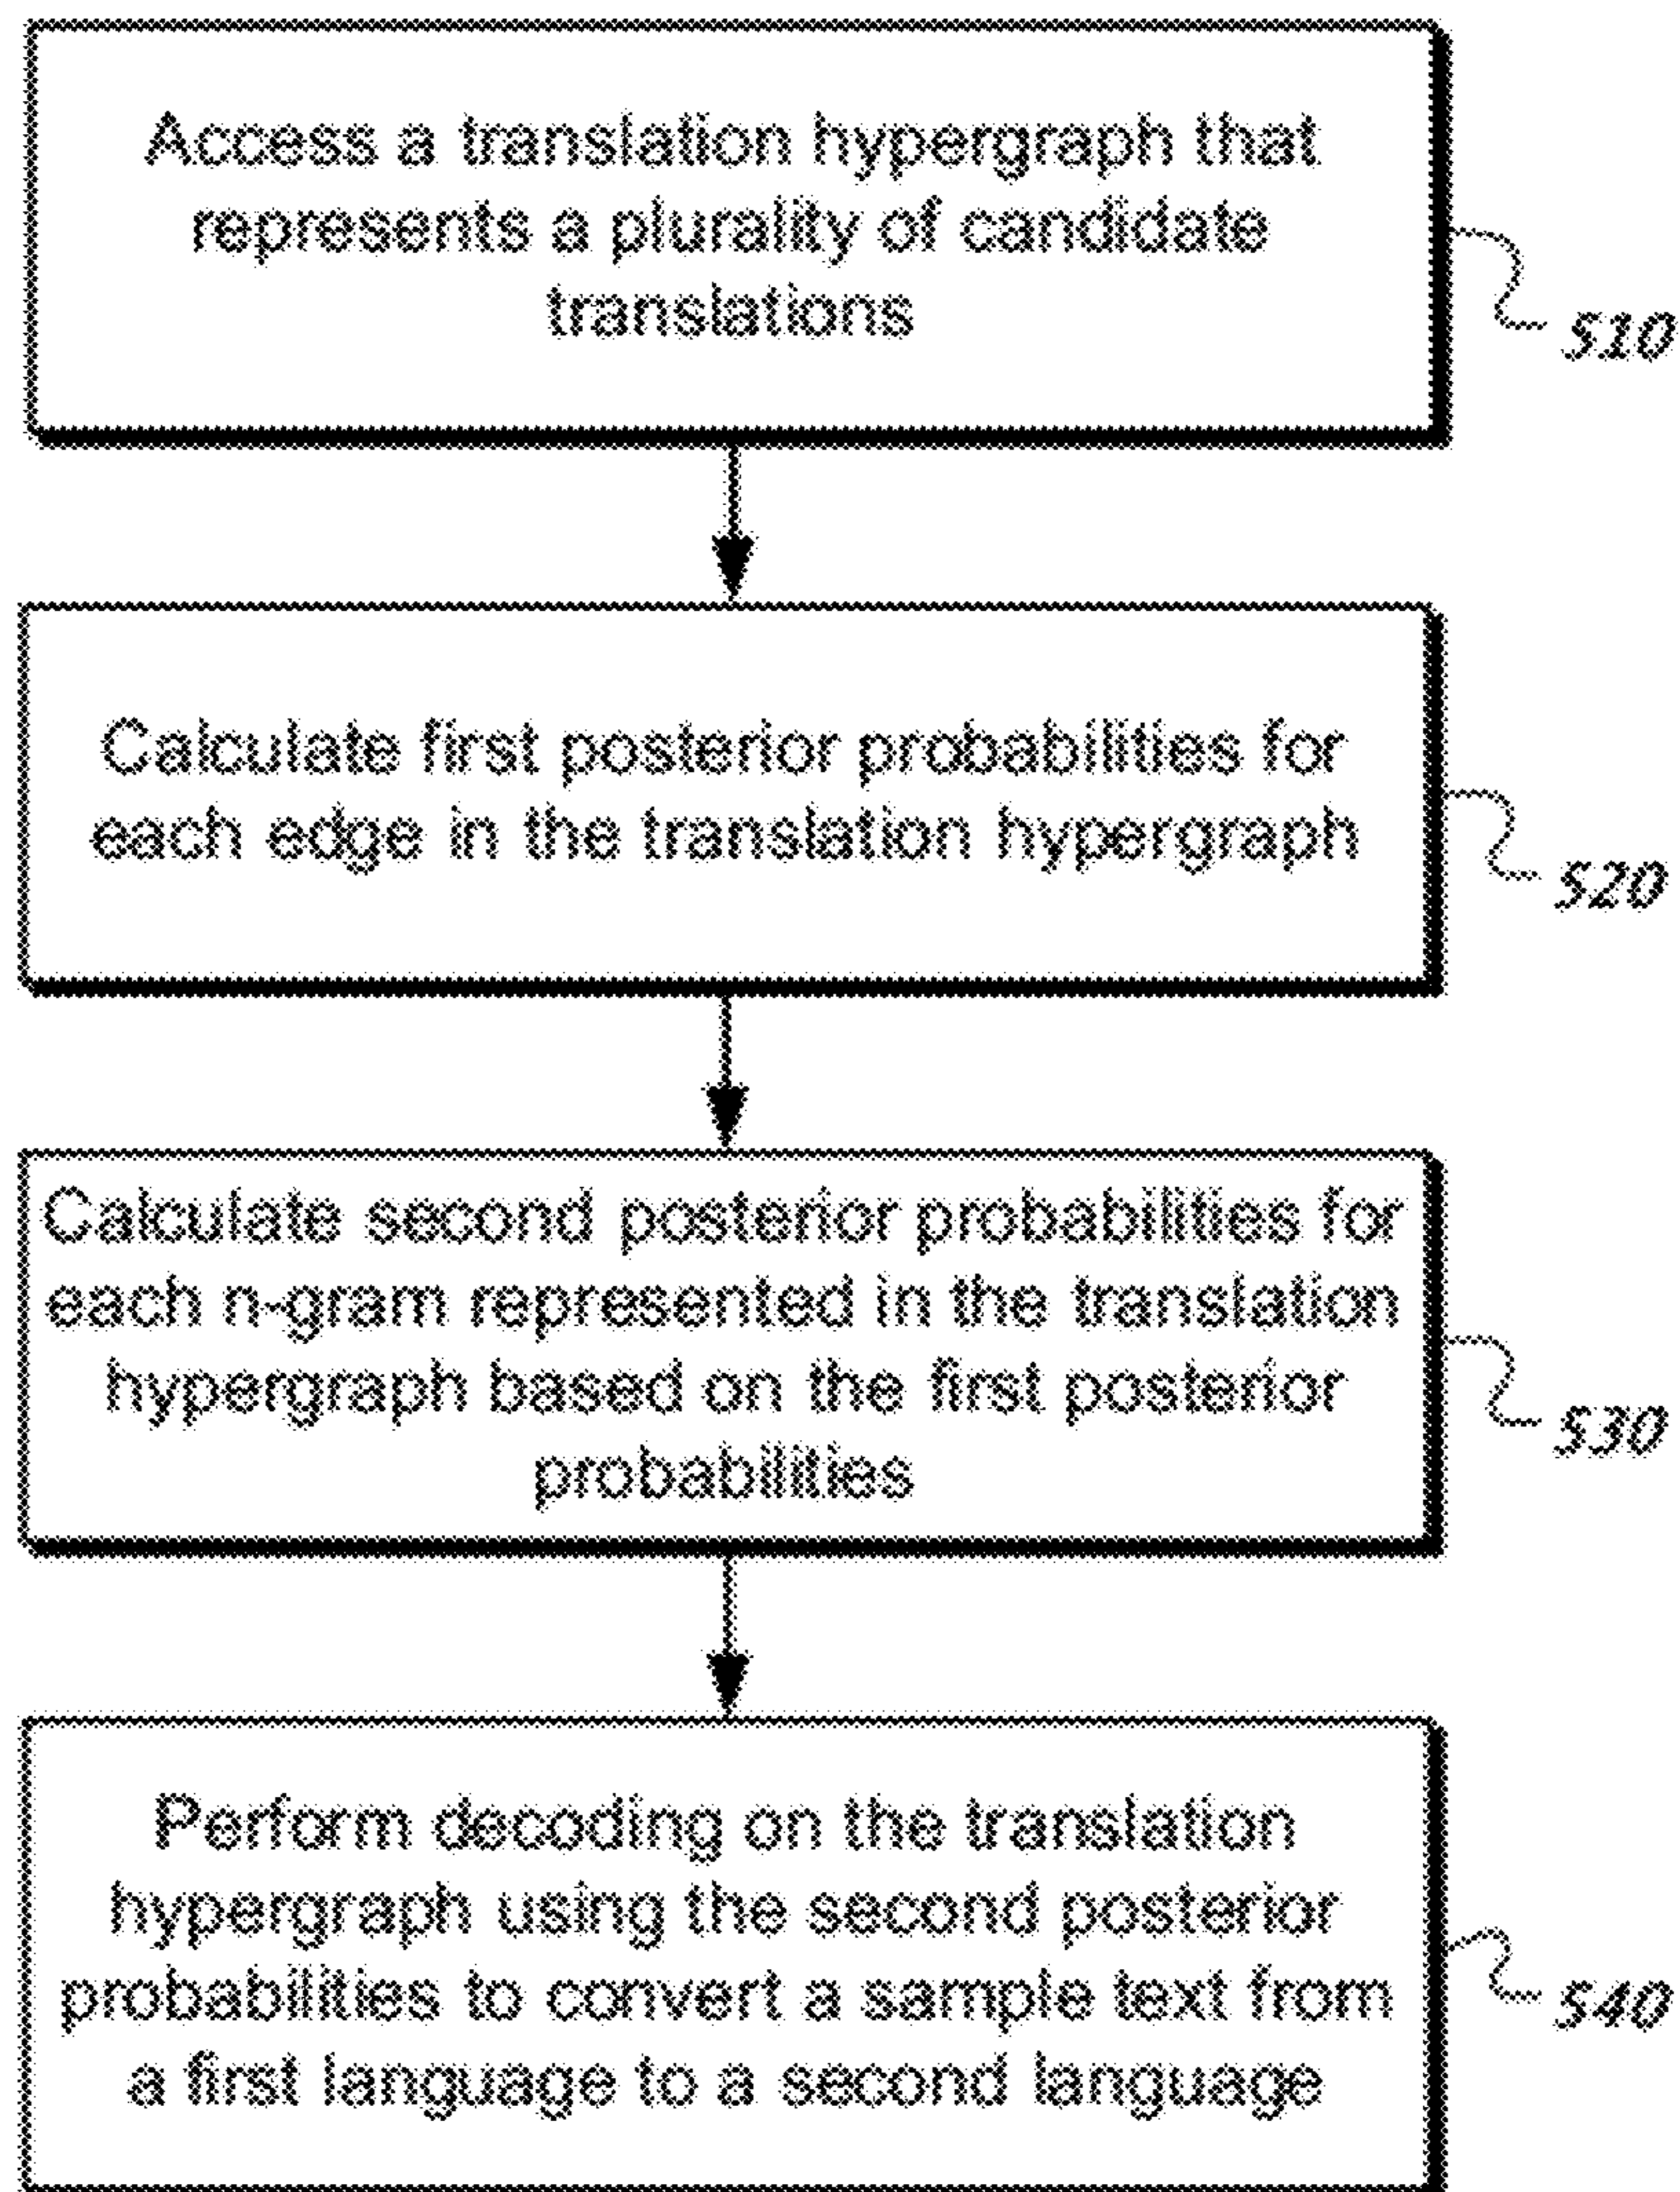 Access a translation hypergraph that
represents a plurality of candidate
translations
510
Calculate first posterior probabilities for
each edge in the translation hypergraph
520
Calculate second posterior probabilities for
each n-gram represented in the translation
hypergraph based on the first posterior
probabilities
530
Perform decoding on the translation
hypergraph using the second posterior
probabilities to convert a sample text from
a first language to a second language
540